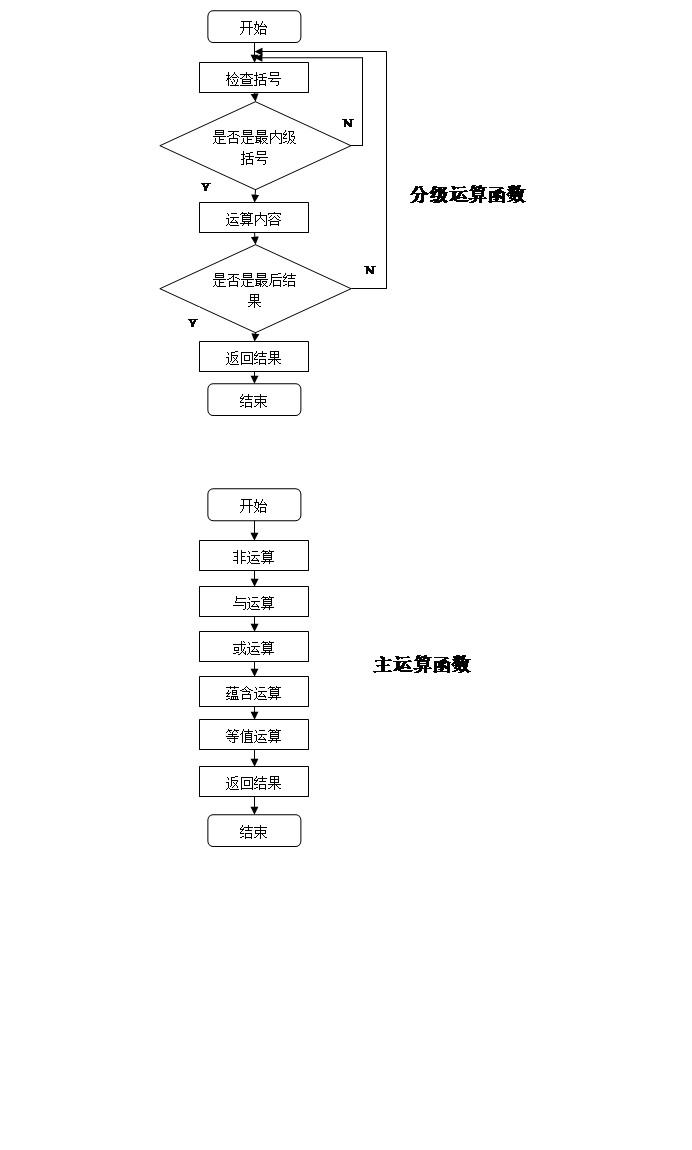 开始
检查括号
N
是否是最内级
括号
Y
分级运算函数
运算内容
N
是否是最后结
果
Y
返回结果
结束
开始
非运算
与运算
或运算
主运算函数
蕴含运算
等值运算
返回结果
结束